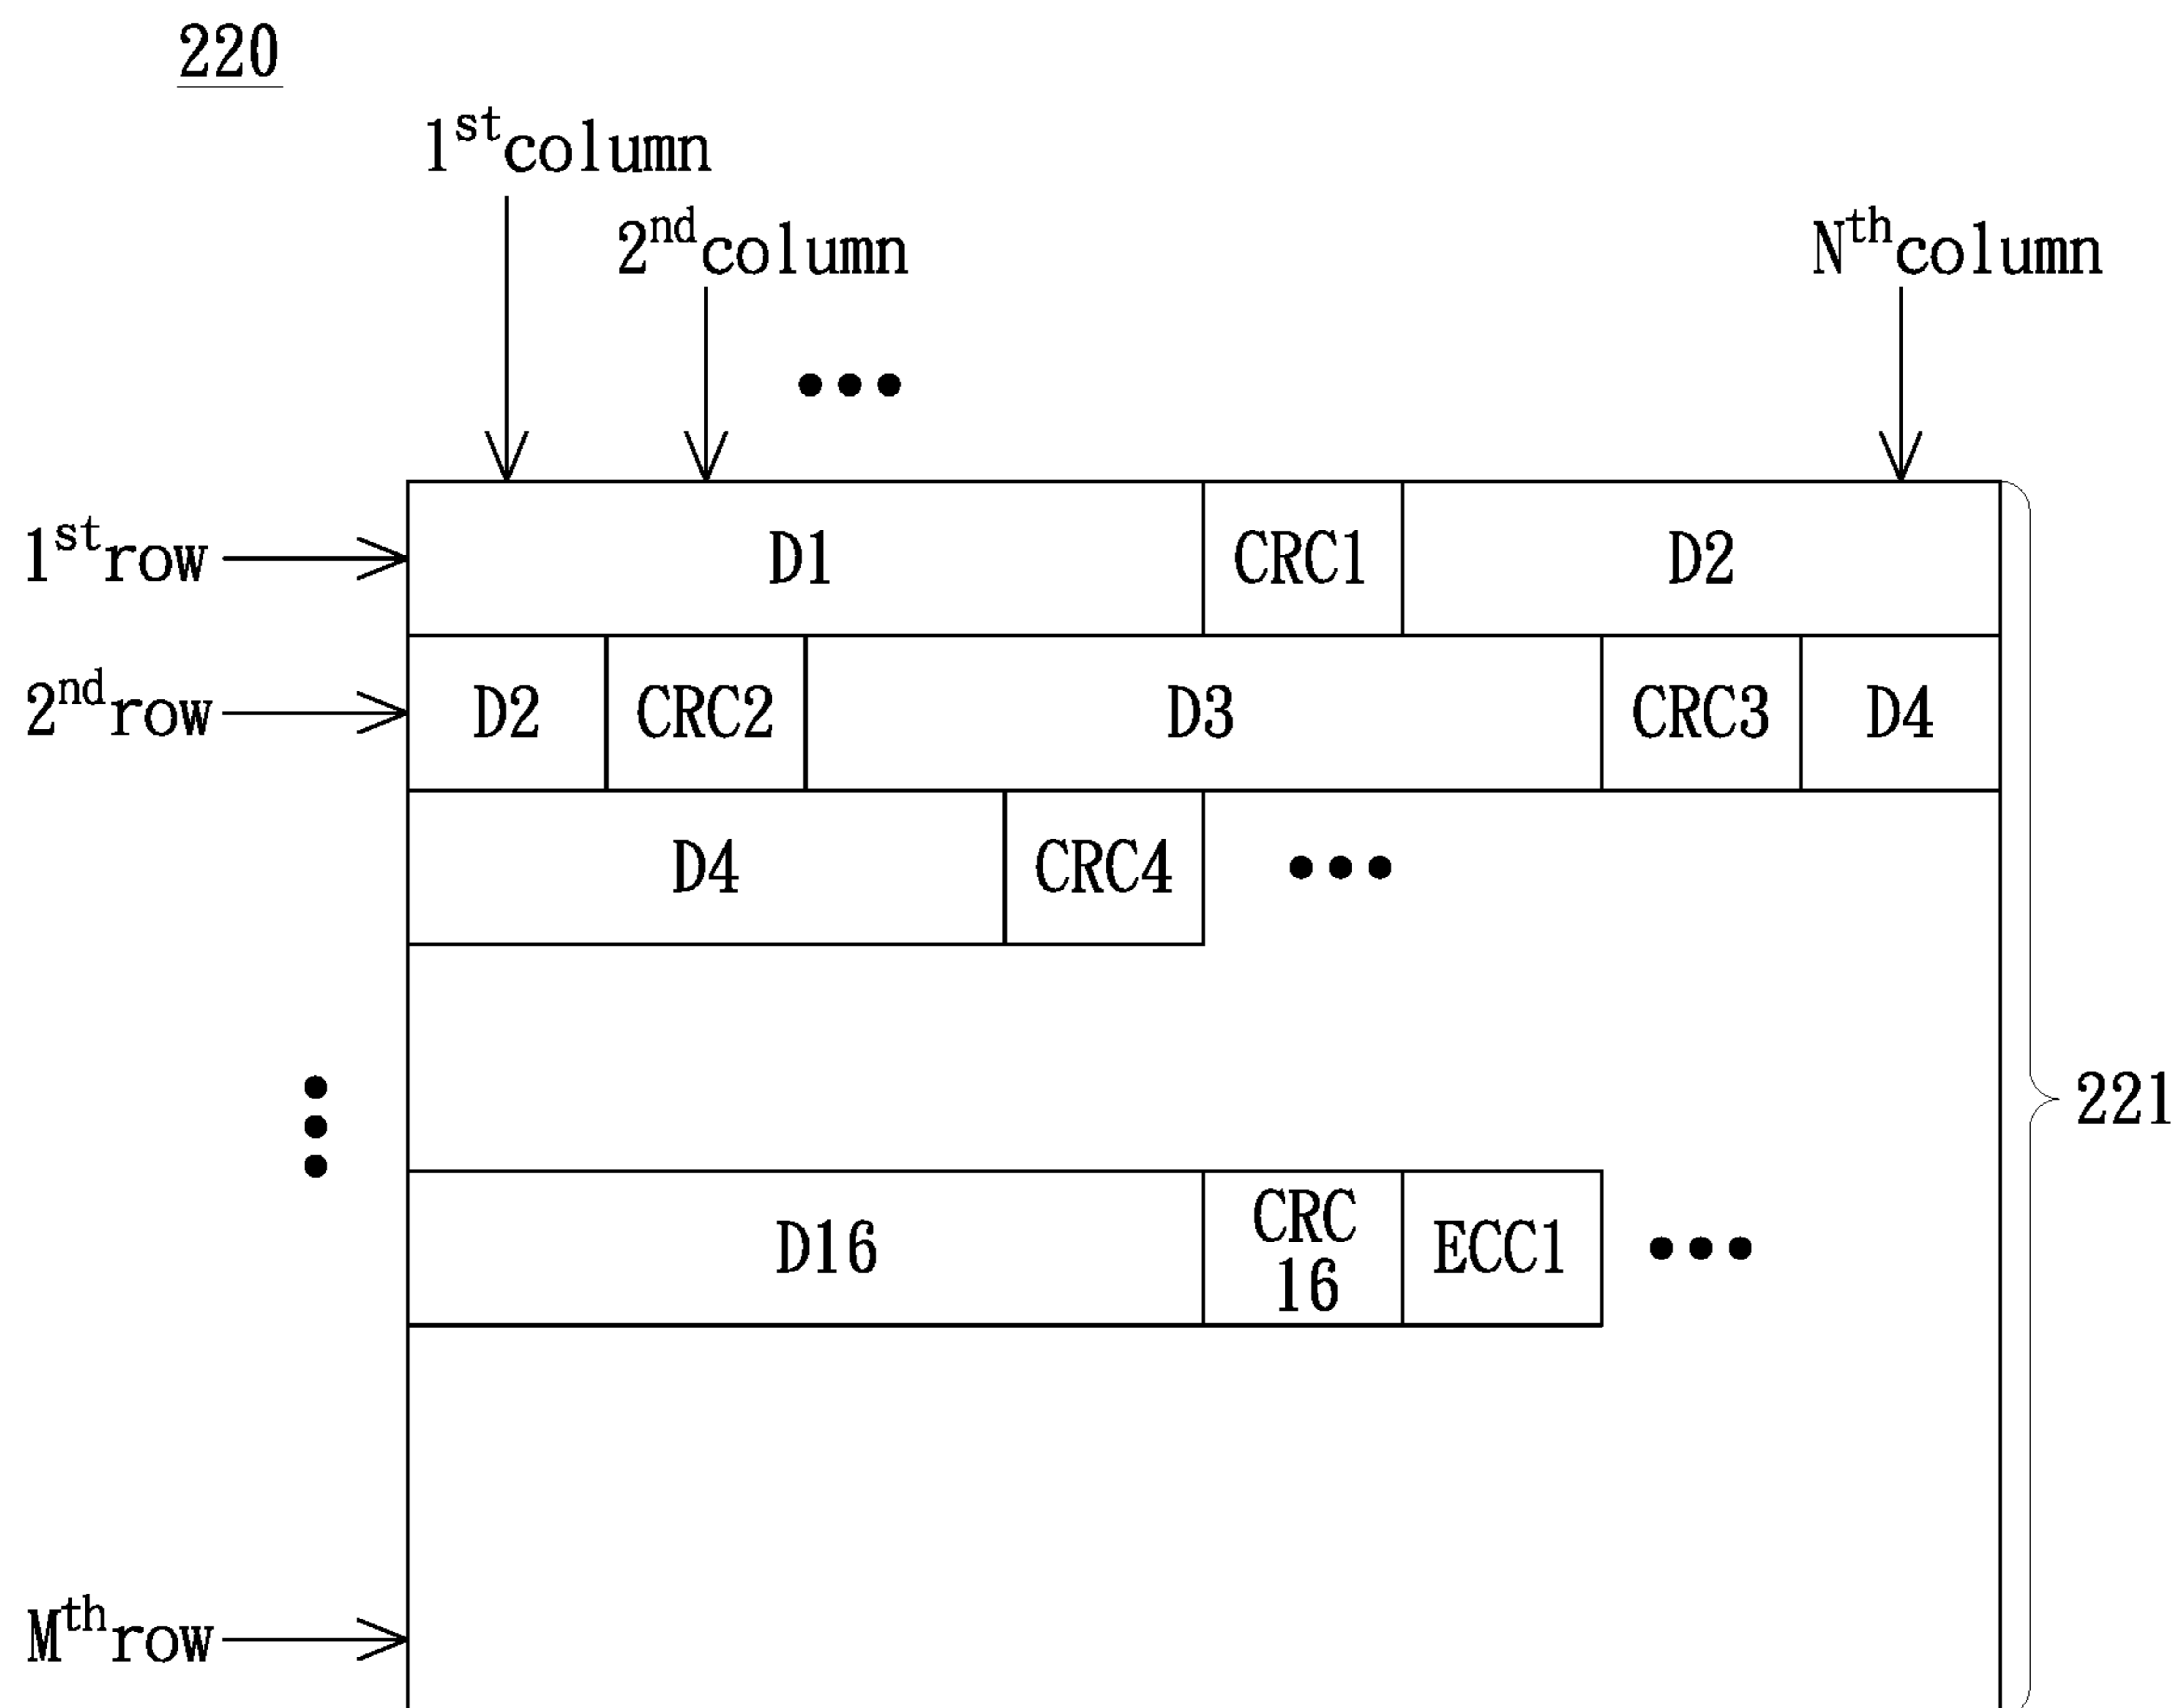 220
1st column
2nd column
Nth column
1st row
D1 CRC1 D2
2nd row
D2 CRC2 D3 CRC3 D4
D4 CRC4
221
D16 CRC 16 ECC1
Mth row